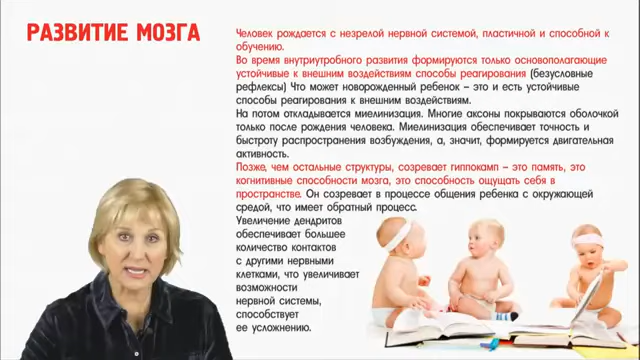 РАЗВИТИЕ МОЗГА
Человек рождается с незрелой нервной системой, пластичной и способной к
обучению.
Во время внутриутробного развития формируются только основополагающие
устойчивые к внешним воздействиям способы реагирования (безусловные
рефлексы) Что может новорожденный ребенок – это и есть устойчивые
способы реагирования к внешним воздействиям.
На потом откладывается миелинизация. Многие аксоны покрываются оболочкой
только после рождения человека. Миелинизация обеспечивает точность и
быстроту распространения возбуждения, а, значит, формируется двигательная
активность.
Позже, чем остальные структуры, созревает гиппокамп – это память, это
когнитивные способности мозга, это способность ощущать себя в
пространстве. Он созревает в процессе общения ребенка с окружающей
средой, что имеет обратный процесс.
Увеличение дендритов
обеспечивает большее
количество контактов
с другими нервными
клетками, что увеличивает
возможности
нервной системы,
способствует
ее усложнению.